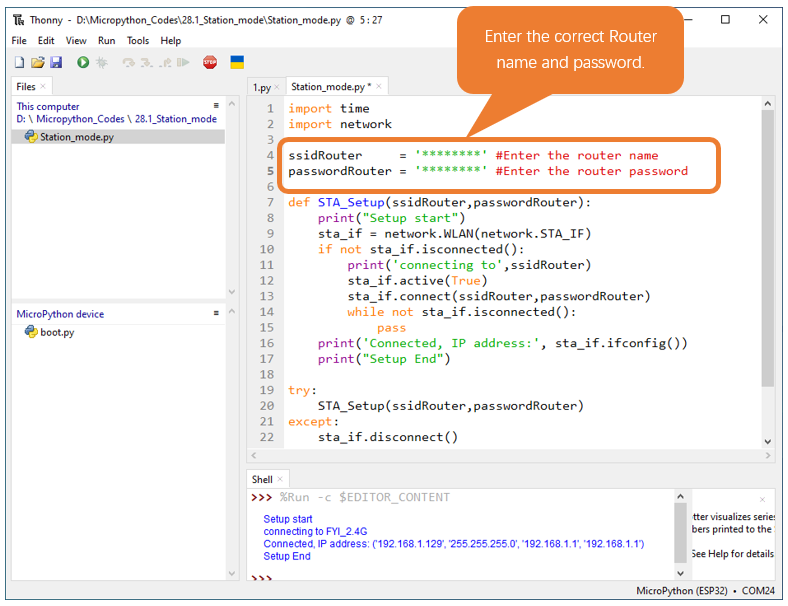 Thonny - D:\Micropython_Codes\28.1_Station_mode\Station_mode.py @ 5 : 27
File Edit View Run Tools Help
Enter the correct Router
name and password.
STOP
Files
This computer
D: \ Micropython_Codes \ 28.1_Station_mode
Station_mode.py
MicroPython device
boot.py
1.py
Station_mode.py *
1 import time
2 import network
3
4 ssidRouter     = '********' #Enter the router name
5 passwordRouter = '********' #Enter the router password
6
7 def STA_Setup(ssidRouter,passwordRouter):
8     print("Setup start")
9     sta_if = network.WLAN(network.STA_IF)
10     if not sta_if.isconnected():
11         print('connecting to',ssidRouter)
12         sta_if.active(True)
13         sta_if.connect(ssidRouter,passwordRouter)
14         while not sta_if.isconnected():
15             pass
16     print('Connected, IP address:', sta_if.ifconfig())
17     print("Setup End")
18
19 try:
20     STA_Setup(ssidRouter,passwordRouter)
21 except:
22     sta_if.disconnect()
Shell
>>> %Run -c $EDITOR_CONTENT
Setup start
connecting to FYI_2.4G
Connected, IP address: ('192.168.1.129', '255.255.255.0', '192.168.1.1', '192.168.1.1')
Setup End
>>>
tter visualizes serie
bers printed to the
See Help for details
MicroPython (ESP32) • COM24